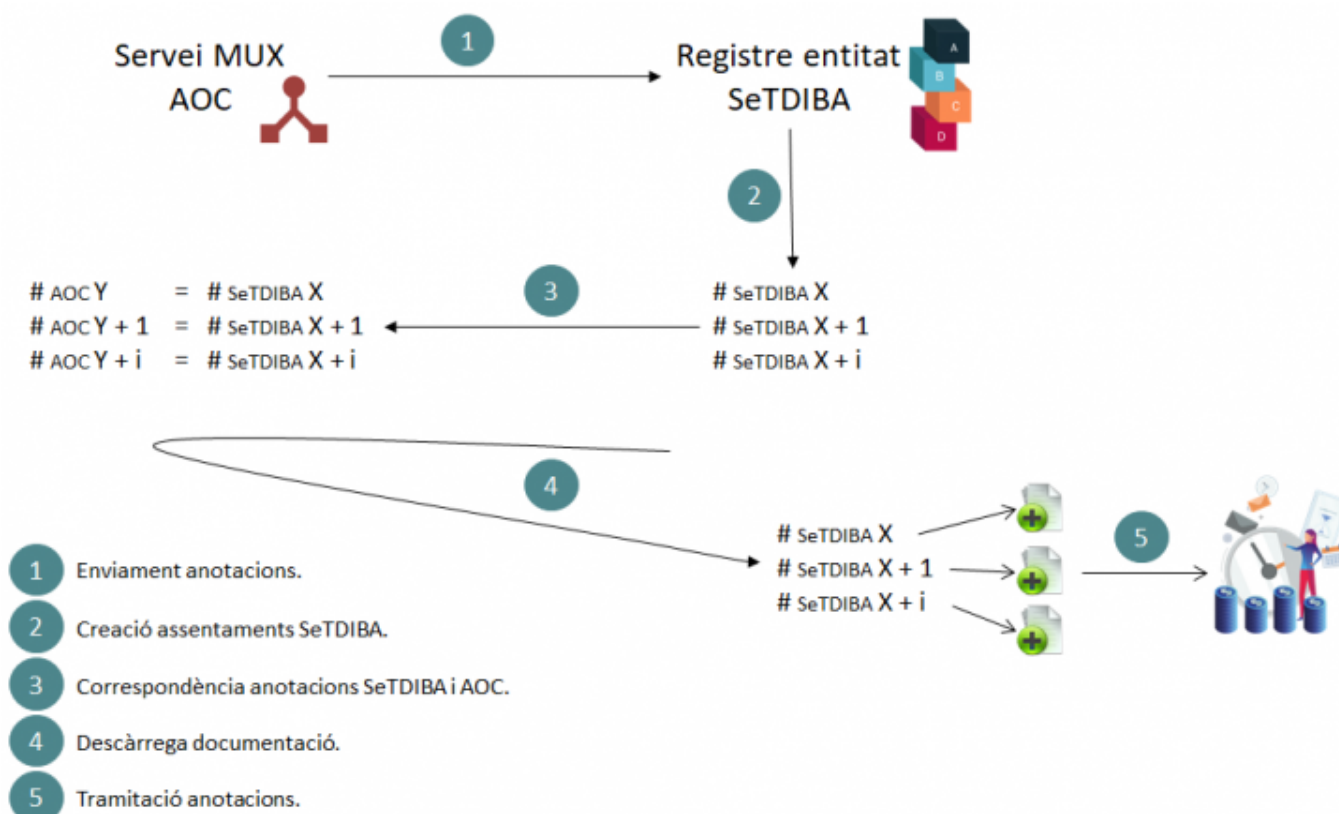 1
Servei MUX
AOC
Registre entitat
SeTDIBA
A
B
C
D
2
# AOC Y = # SeTDIBA X
# AOC Y + 1 = # SeTDIBA X + 1
# AOC Y + i = # SeTDIBA X + i
3
# SeTDIBA X
# SeTDIBA X + 1
# SeTDIBA X + i
4
# SeTDIBA X
# SeTDIBA X + 1
# SeTDIBA X + i
5
1 Enviament anotacions.
2 Creació assentaments SeTDIBA.
3 Correspondència anotacions SeTDIBA i AOC.
4 Descàrrega documentació.
5 Tramitació anotacions.